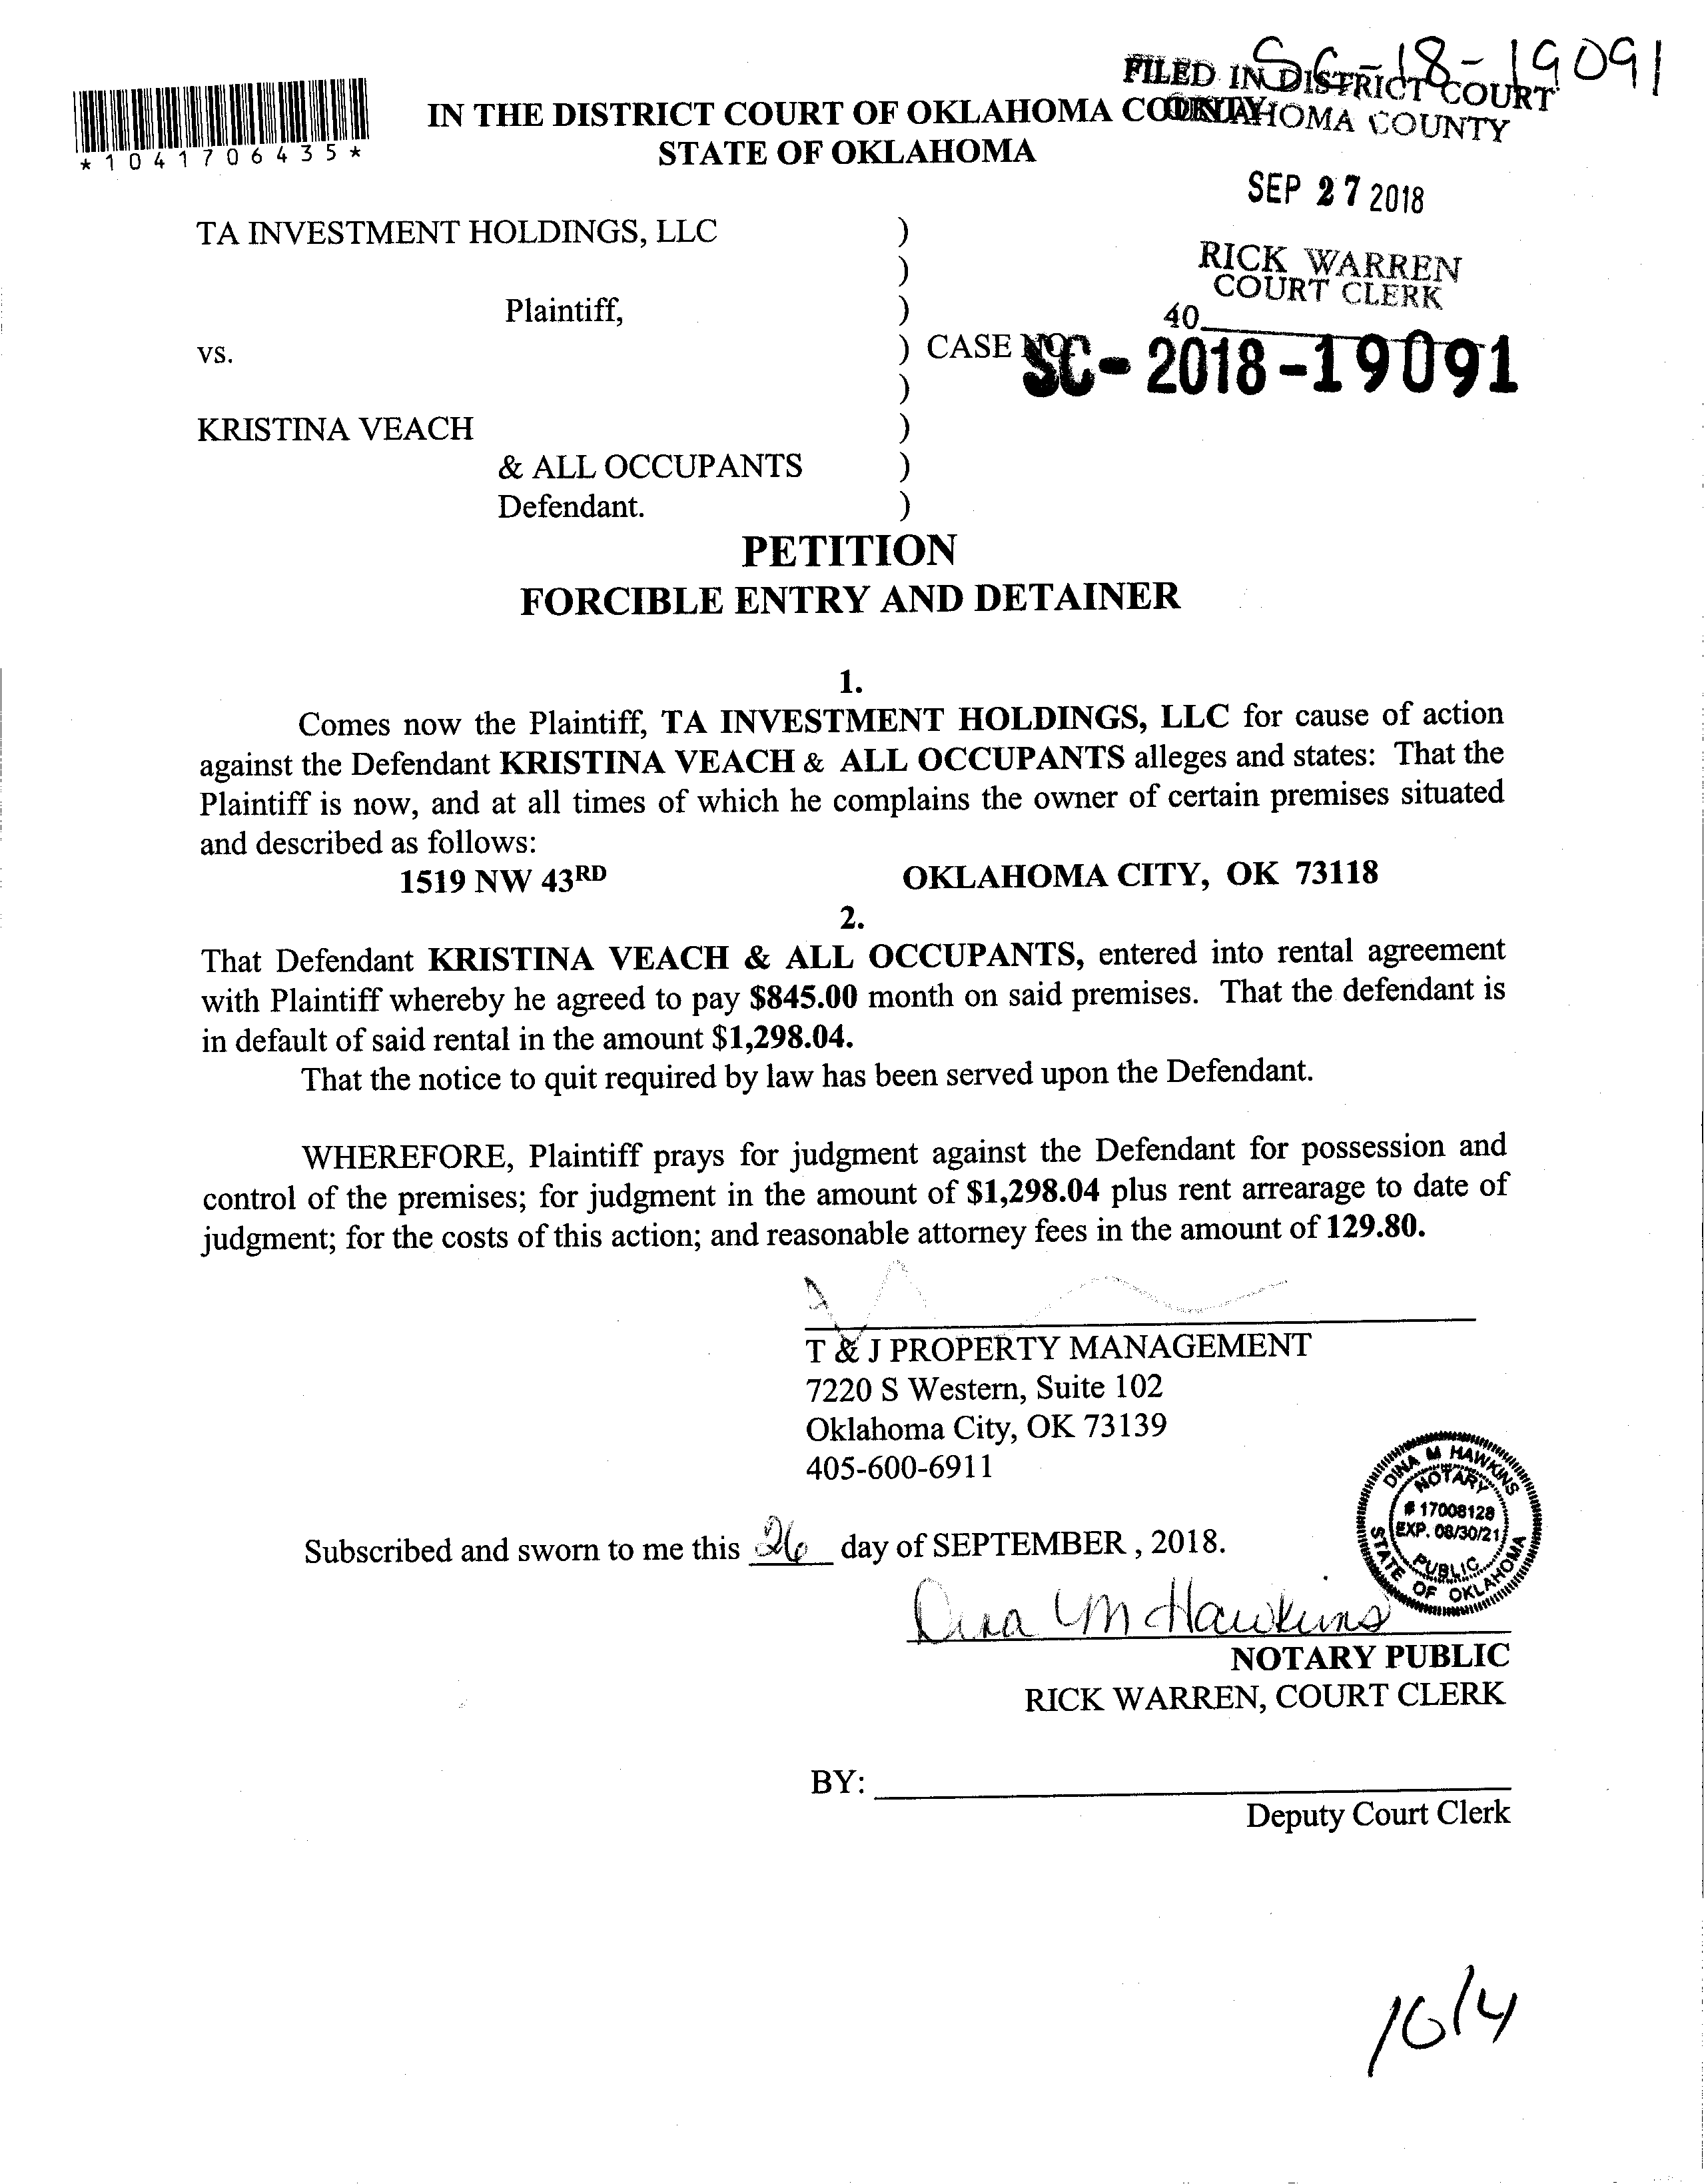 SC-18-19091
FILED IN DISTRICT COURT
OKLAHOMA COUNTY
*1041706435*
IN THE DISTRICT COURT OF OKLAHOMA COUNTY
STATE OF OKLAHOMA
SEP 27 2018
TA INVESTMENT HOLDINGS, LLC )
)
RICK WARREN
COURT CLERK
Plaintiff, )
40
vs. ) CASE NO. SC-2018-19091
)
KRISTINA VEACH )
& ALL OCCUPANTS )
Defendant. )
PETITION
FORCIBLE ENTRY AND DETAINER
1.
Comes now the Plaintiff, TA INVESTMENT HOLDINGS, LLC for cause of action
against the Defendant KRISTINA VEACH & ALL OCCUPANTS alleges and states: That the
Plaintiff is now, and at all times of which he complains the owner of certain premises situated
and described as follows:
1519 NW 43RD OKLAHOMA CITY, OK 73118
2.
That Defendant KRISTINA VEACH & ALL OCCUPANTS, entered into rental agreement
with Plaintiff whereby he agreed to pay $845.00 month on said premises. That the defendant is
in default of said rental in the amount $1,298.04.
That the notice to quit required by law has been served upon the Defendant.
WHEREFORE, Plaintiff prays for judgment against the Defendant for possession and
control of the premises; for judgment in the amount of $1,298.04 plus rent arrearage to date of
judgment; for the costs of this action; and reasonable attorney fees in the amount of 129.80.
T & J PROPERTY MANAGEMENT
7220 S Western, Suite 102
Oklahoma City, OK 73139
405-600-6911
DINA M HAWKINS
NOTARY
# 17008128
EXP. 08/30/21
PUBLIC
STATE OF OKLAHOMA
Subscribed and sworn to me this 26 day of SEPTEMBER , 2018.
Dina M Hawkins
NOTARY PUBLIC
RICK WARREN, COURT CLERK
BY:
Deputy Court Clerk
10/4